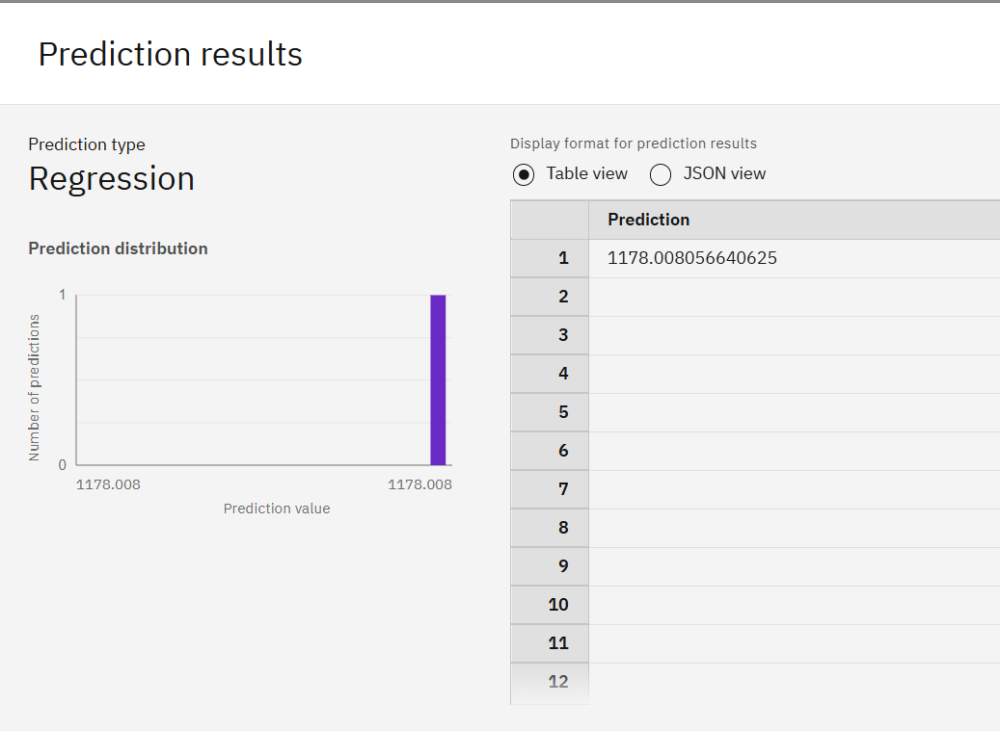 Prediction results
Prediction type
Regression
Prediction distribution
Number of predictions
1
0
1178.008
1178.008
Prediction value
Display format for prediction results
Table view
JSON view
Prediction
1
1178.008056640625
2
3
4
5
6
7
8
9
10
11
12